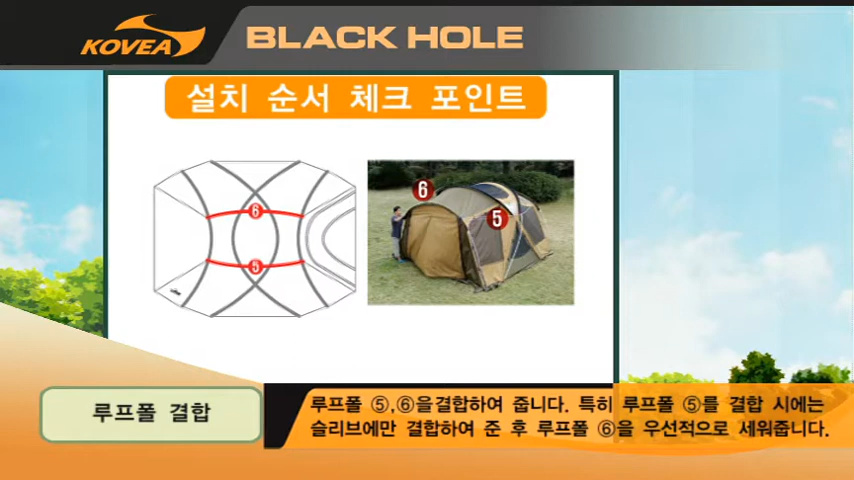 KOVEA
BLACK HOLE
설치 순서 체크 포인트
6
5
6
5
루프폴 결합
루프폴 ⑤,⑥을결합하여 줍니다. 특히 루프폴 ⑤를 결합 시에는
슬리브에만 결합하여 준 후 루프폴 ⑥을 우선적으로 세워줍니다.